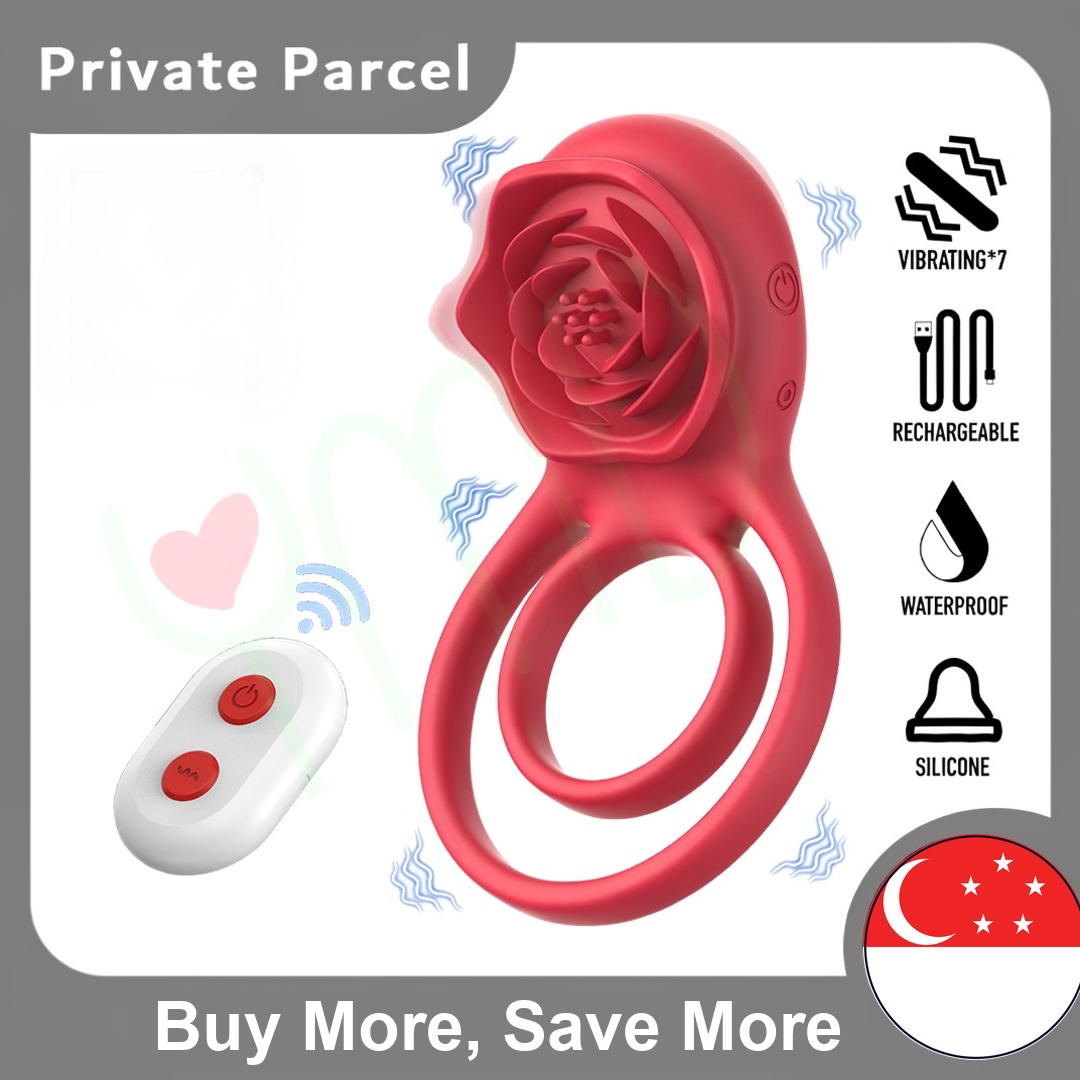 Private Parcel
VIBRATING*7
RECHARGEABLE
WATERPROOF
SILICONE
Buy More, Save More